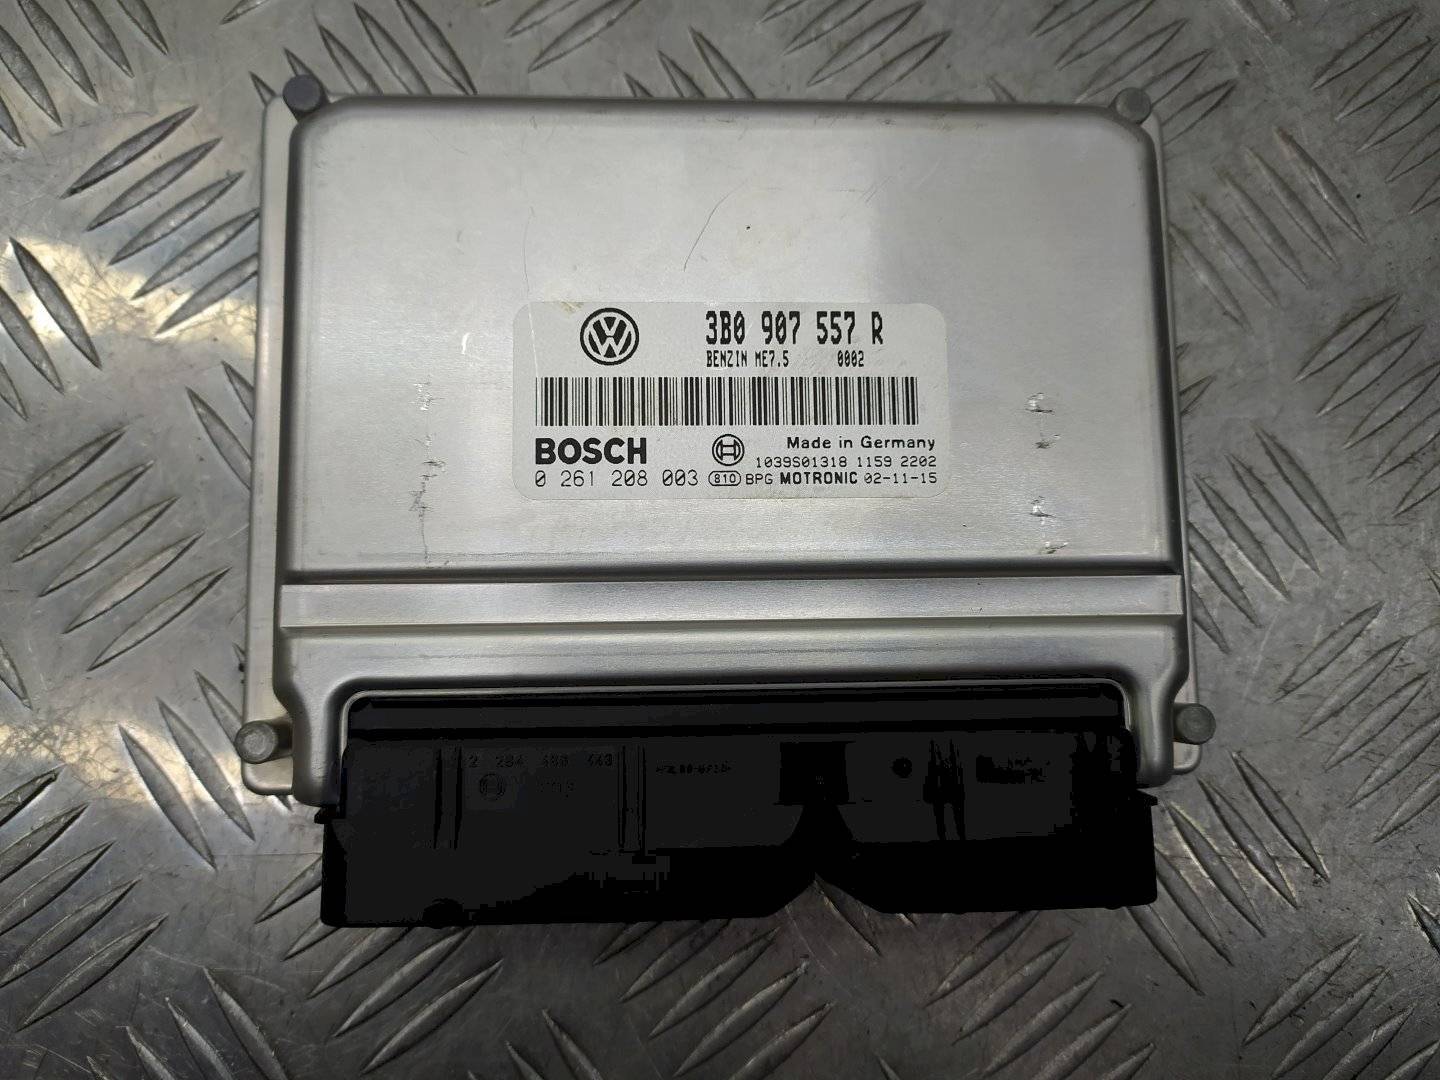 3B0 907 557 R
BENZIN ME7.5 0002
BOSCH
Made in Germany
1039S01318 1159 2202
0 261 208 003 810 BPG MOTRONIC 02-11-15